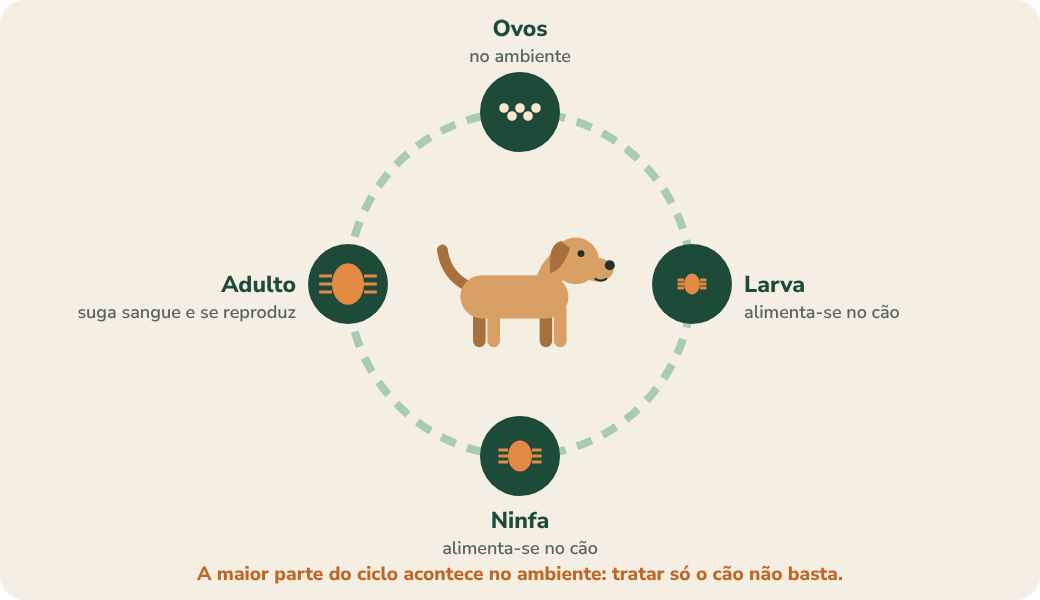 Ovos
no ambiente
Adulto
suga sangue e se reproduz
Larva
alimenta-se no cão
Ninfa
alimenta-se no cão
A maior parte do ciclo acontece no ambiente: tratar só o cão não basta.